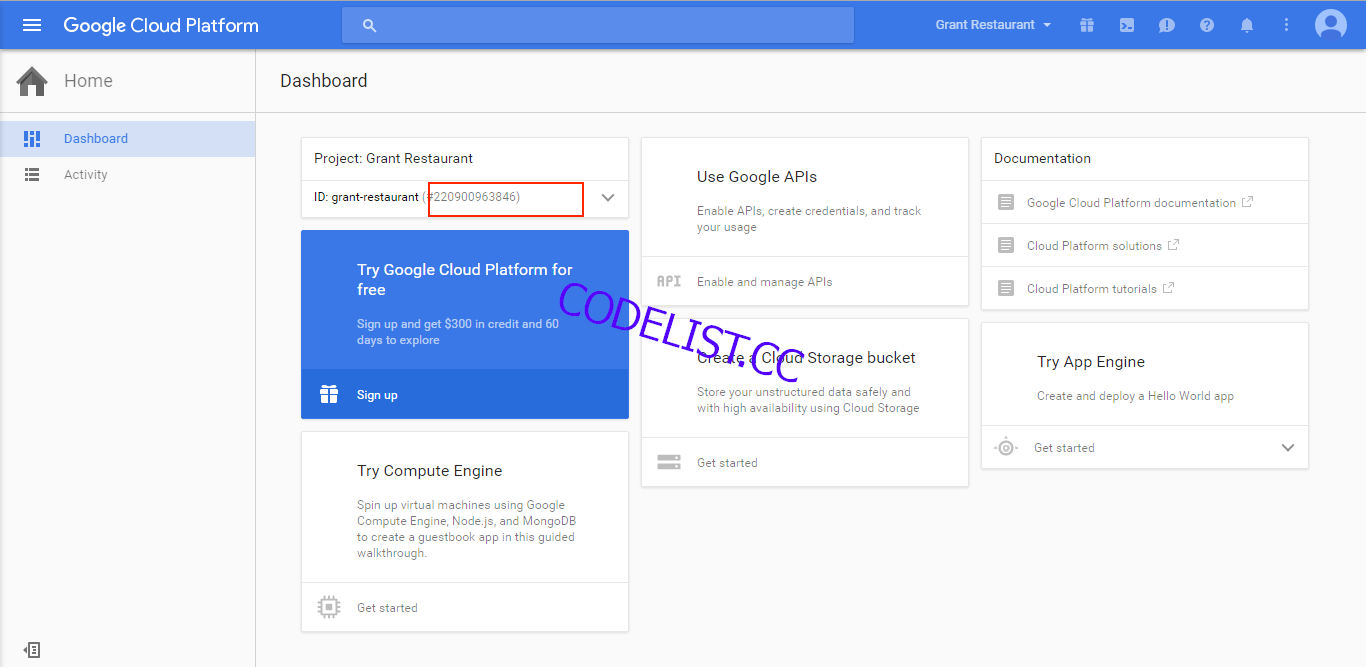 Google Cloud Platform
Grant Restaurant
Home
Dashboard
Activity
Dashboard
Project: Grant Restaurant
ID: grant-restaurant (#220900963846)
Try Google Cloud Platform for
free
Sign up and get $300 in credit and 60
days to explore
Sign up
Try Compute Engine
Spin up virtual machines using Google
Compute Engine, Node.js, and MongoDB
to create a guestbook app in this guided
walkthrough.
Get started
Use Google APIs
Enable APIs, create credentials, and track
your usage
API Enable and manage APIs
CODELIST.CC
Create a Cloud Storage bucket
Store your unstructured data safely and
with high availability using Cloud Storage
Get started
Documentation
Google Cloud Platform documentation
Cloud Platform solutions
Cloud Platform tutorials
Try App Engine
Create and deploy a Hello World app
Get started